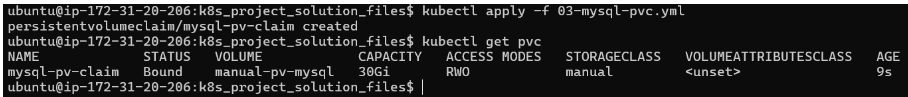 ubuntu@ip-172-31-20-206:k8s_project_solution_files$ kubectl apply -f 03-mysql-pvc.yml
persistentvolumeclaim/mysql-pv-claim created
ubuntu@ip-172-31-20-206:k8s_project_solution_files$ kubectl get pvc
NAME STATUS VOLUME CAPACITY ACCESS MODES STORAGECLASS VOLUMEATTRIBUTESCLASS AGE
mysql-pv-claim Bound manual-pv-mysql 30Gi RWO manual <unset> 9s
ubuntu@ip-172-31-20-206:k8s_project_solution_files$